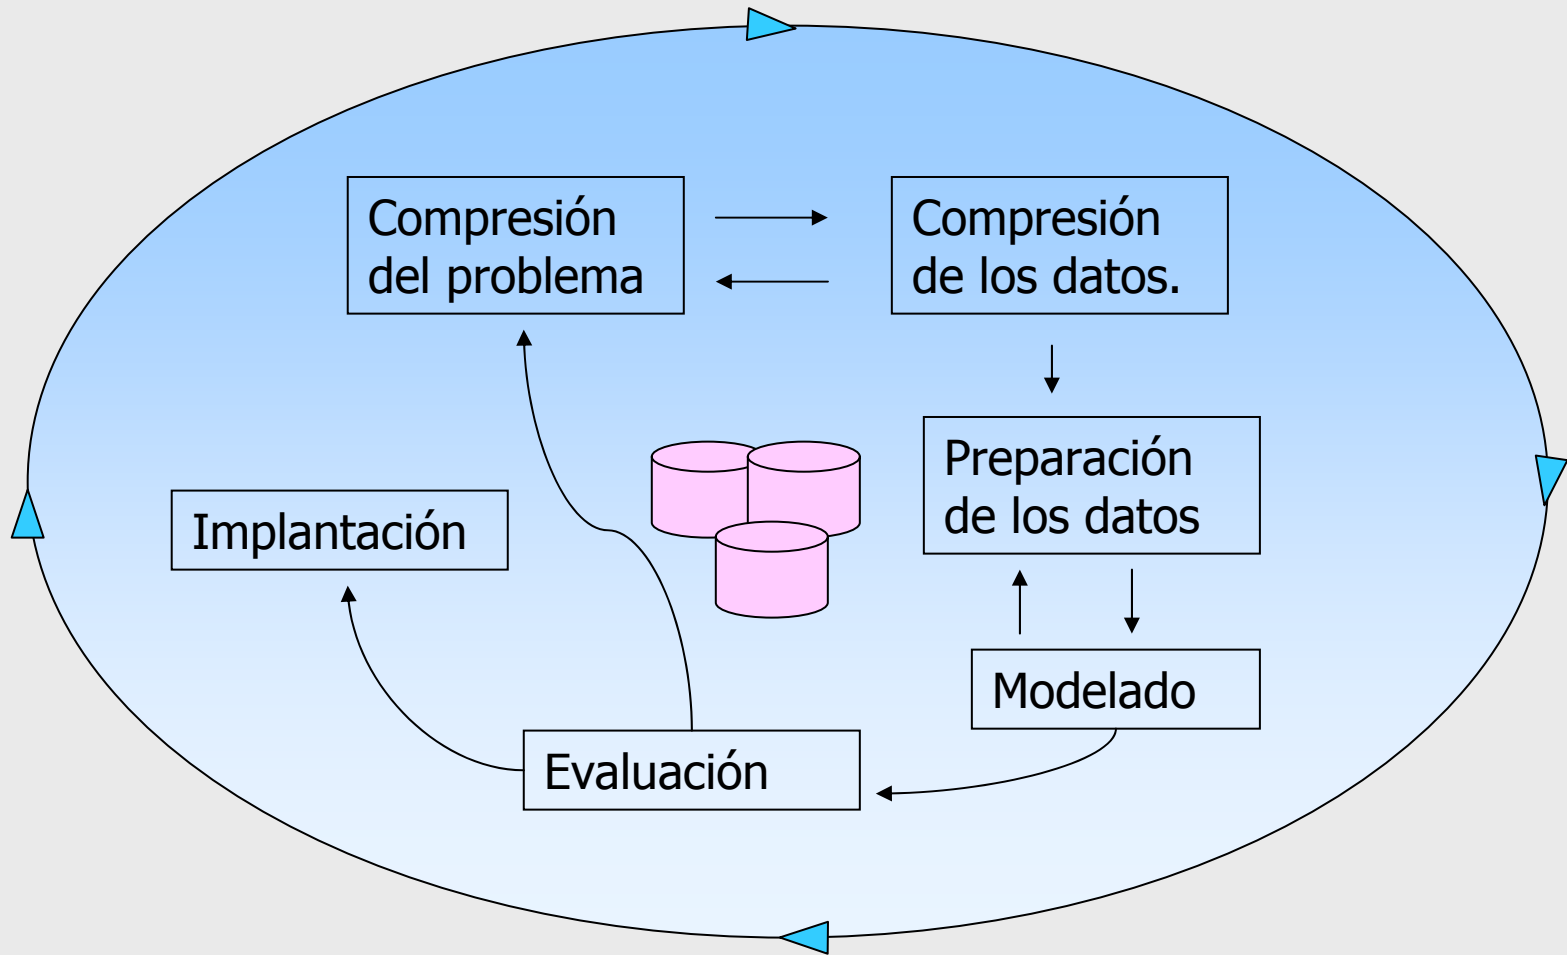 Compresión
del problema
Compresión
de los datos.
Preparación
de los datos
Implantación
Modelado
Evaluación